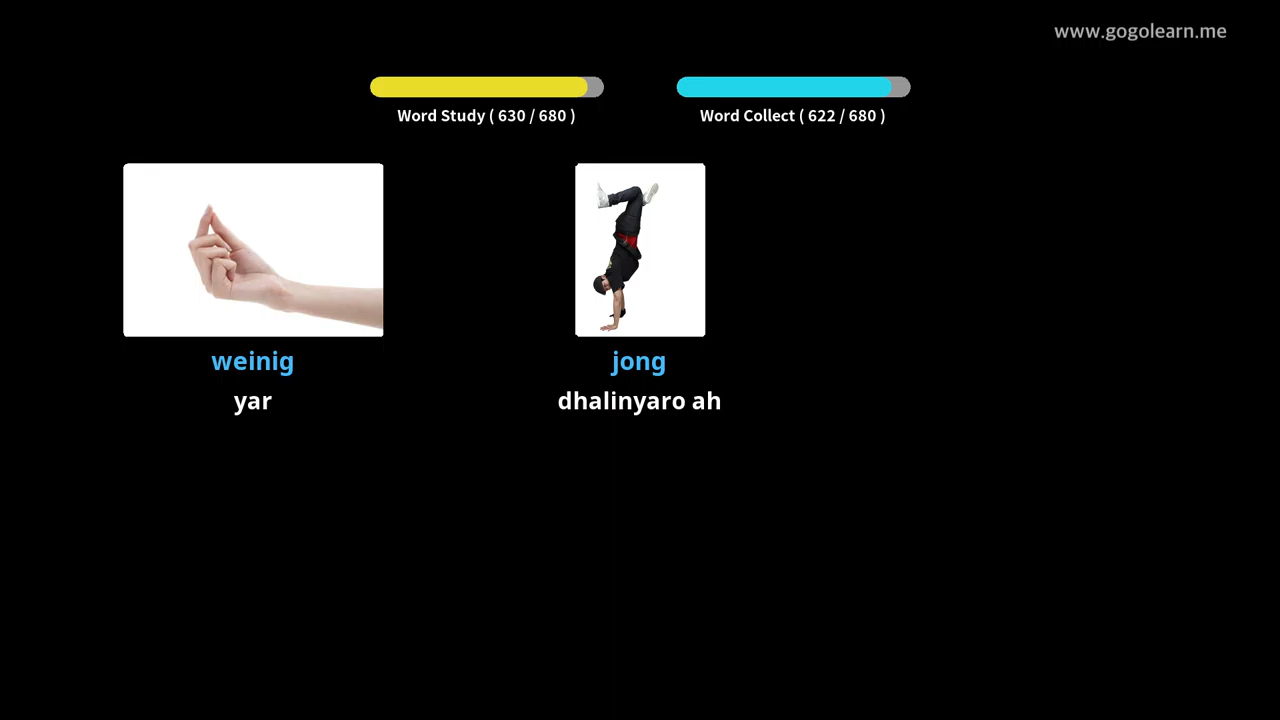 www.gogolearn.me
Word Study ( 630 / 680 )
Word Collect ( 622 / 680 )
weinig
jong
yar
dhalinyaro ah